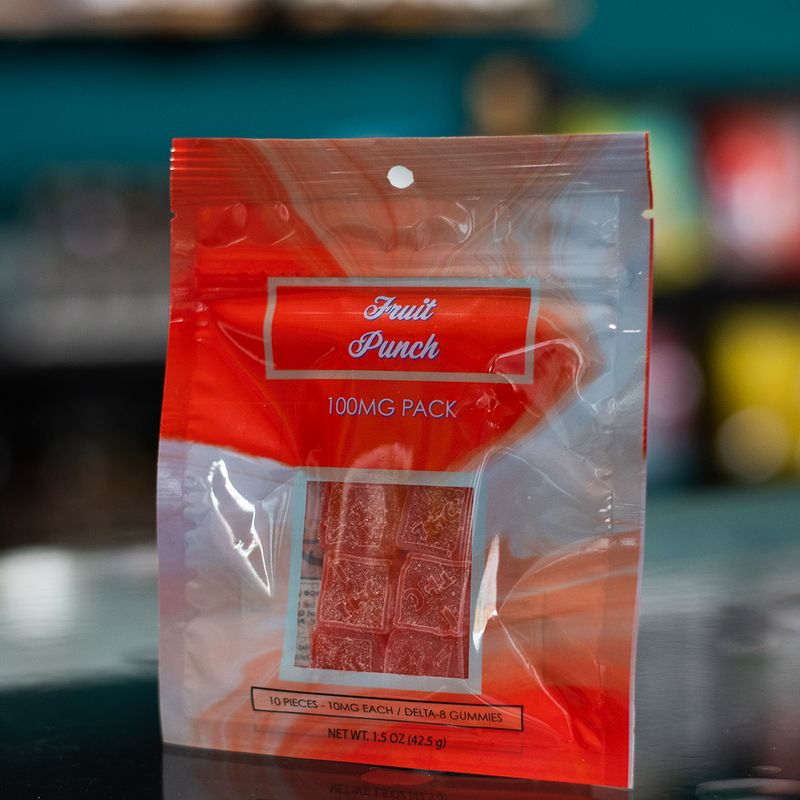 Fruit
Punch
100MG PACK
10 PIECES - 10MG EACH / DELTA-8 GUMMIES
NET WT. 1.5 OZ (42.5 g)